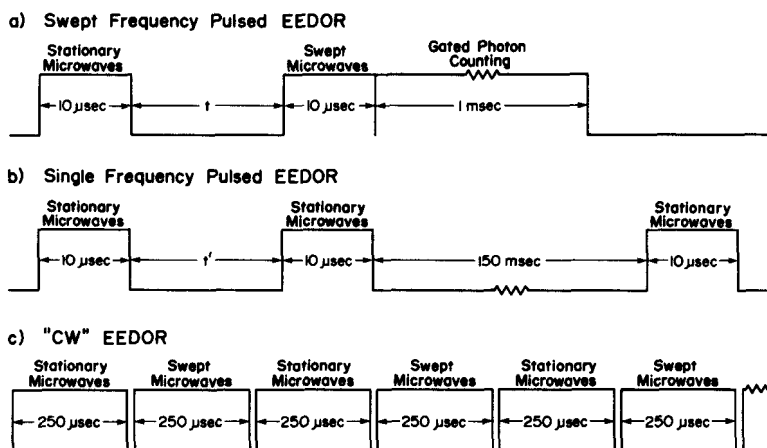 a) Swept Frequency Pulsed EEDOR
Stationary Microwaves
Swept Microwaves
Gated Photon Counting
10 μsec
t
10 μsec
1 msec
b) Single Frequency Pulsed EEDOR
Stationary Microwaves
Stationary Microwaves
Stationary Microwaves
10 μsec
t'
10 μsec
150 msec
10 μsec
c) "CW" EEDOR
Stationary Microwaves
Swept Microwaves
Stationary Microwaves
Swept Microwaves
Stationary Microwaves
Swept Microwaves
250 μsec
250 μsec
250 μsec
250 μsec
250 μsec
250 μsec